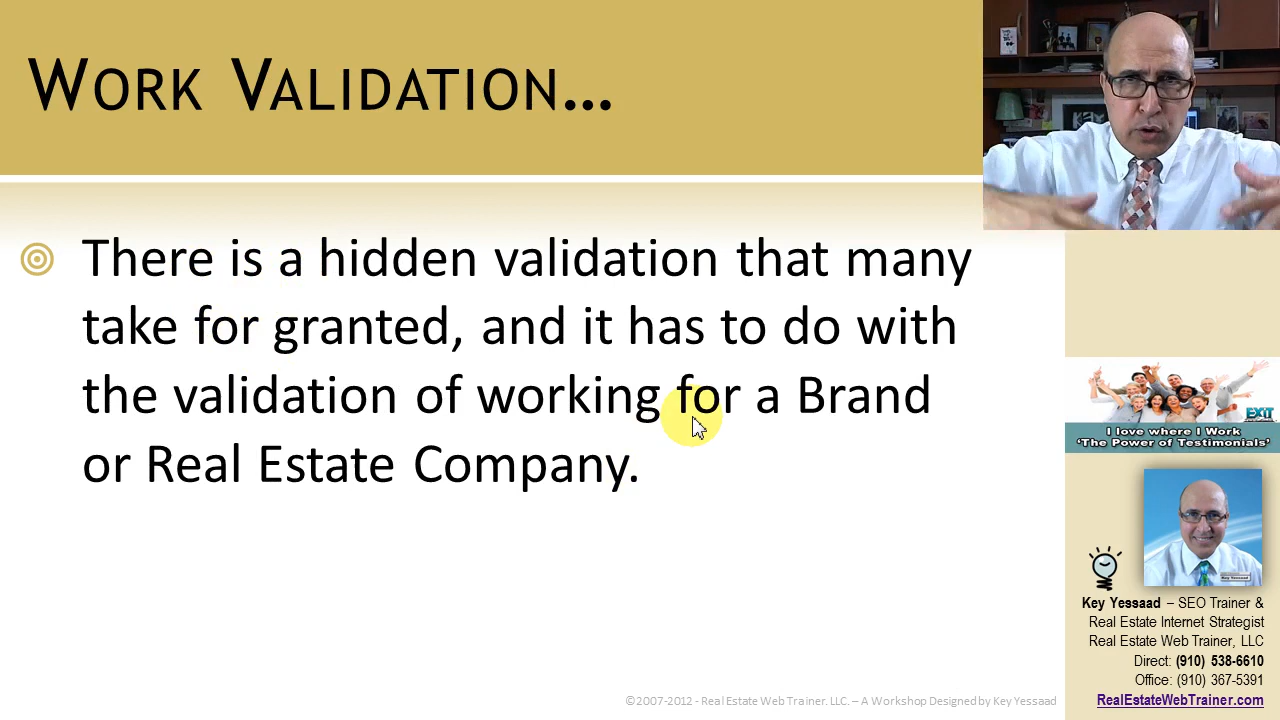 WORK VALIDATION...
There is a hidden validation that many
take for granted, and it has to do with
the validation of working for a Brand
or Real Estate Company.
EXIT
I love where I Work
'The Power of Testimonials'
Key Yessaad
Key Yessaad – SEO Trainer &
Real Estate Internet Strategist
Real Estate Web Trainer, LLC
Direct: (910) 538-6610
Office: (910) 367-5391
RealEstateWebTrainer.com
©2007-2012 - Real Estate Web Trainer. LLC. – A Workshop Designed by Key Yessaad